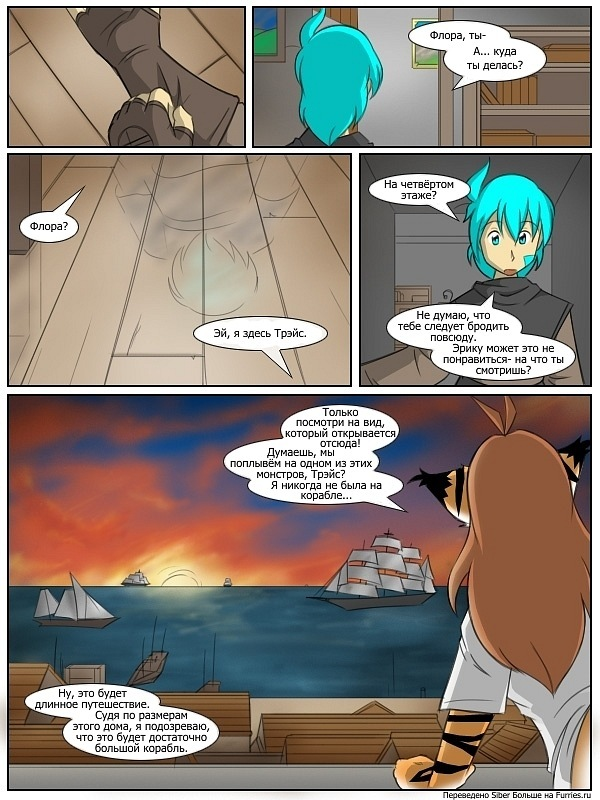 Флора, ты-
А... куда
ты делась?
Флора?
Эй, я здесь Трэйс.
На четвёртом
этаже?
Не думаю, что
тебе следует бродить
повсюду.
Эрику может это не
понравиться- на что ты
смотришь?
Только
посмотри на вид,
который открывается
отсюда!
Думаешь, мы
поплывём на одном из этих
монстров, Трэйс?
Я никогда не была на
корабле...
Ну, это будет
длинное путешествие.
Судя по размерам
этого дома, я подозреваю,
что это будет достаточно
большой корабль.
Переведено Siber Больше на Furries.ru